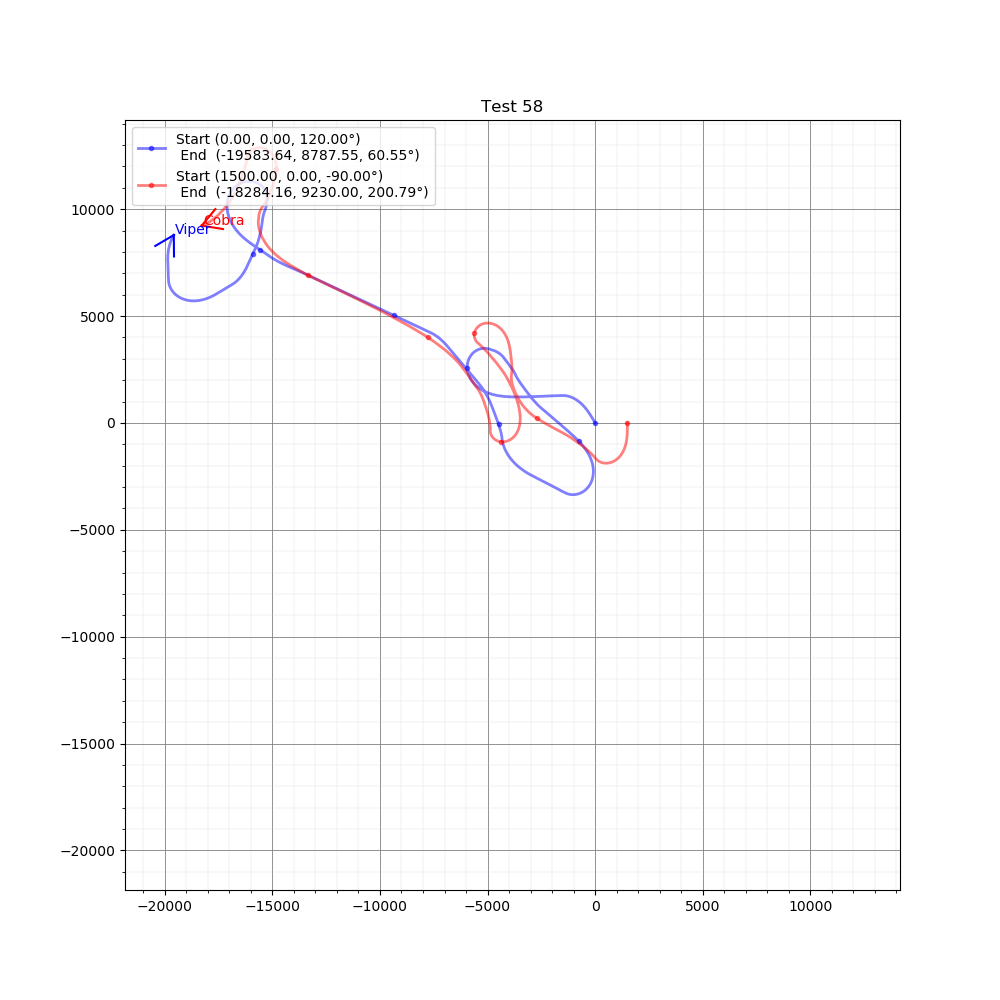 Test 58
Start (0.00, 0.00, 120.00°)
End (-19583.64, 8787.55, 60.55°)
Start (1500.00, 0.00, -90.00°)
End (-18284.16, 9230.00, 200.79°)
10000
Cobra
Viper
5000
0
−5000
−10000
−15000
−20000
−20000 −15000 −10000 −5000 0 5000 10000